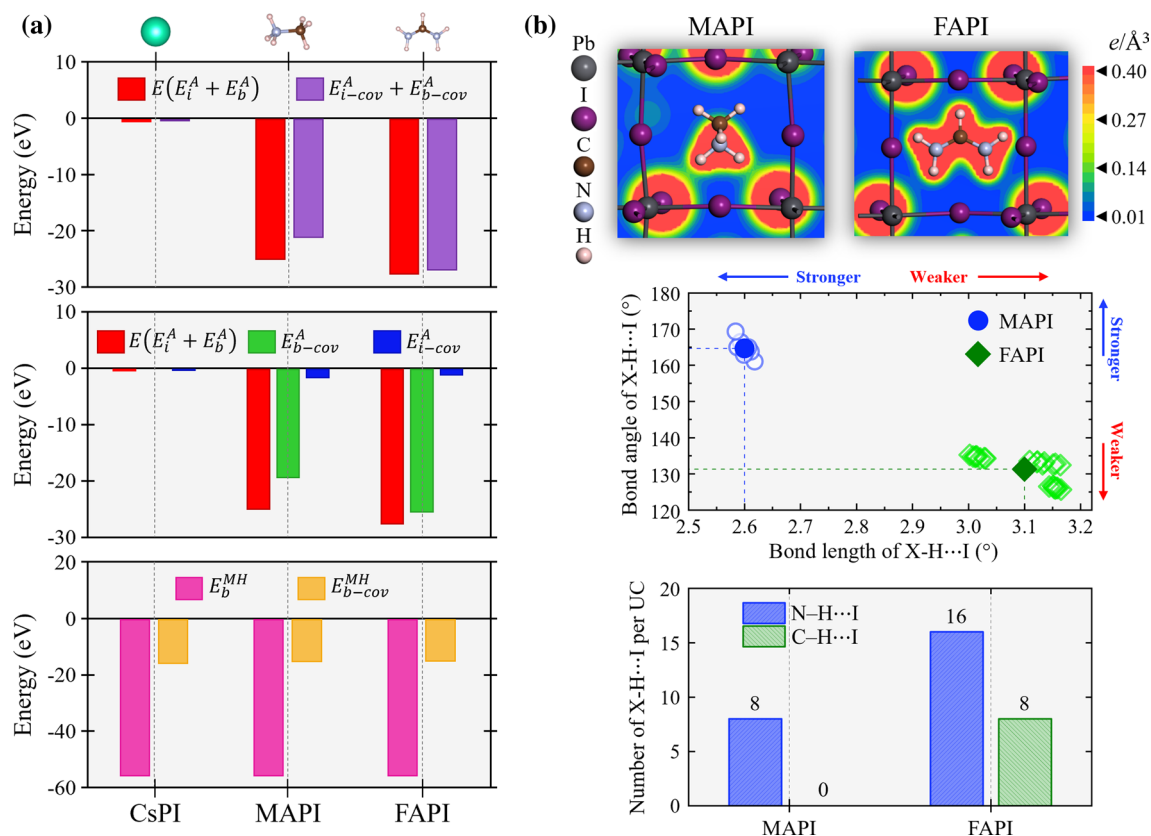 (a)
10
0
-10
-20
-30
Energy (eV)
E(E_i^A + E_b^A)
E_{i-cov}^A + E_{b-cov}^A
10
0
-10
-20
-30
Energy (eV)
E(E_i^A + E_b^A)
E_{b-cov}^A
E_{i-cov}^A
20
0
-20
-40
-60
Energy (eV)
E_b^{MH}
E_{b-cov}^{MH}
CsPI
MAPI
FAPI
(b)
MAPI
FAPI
Pb
I
C
N
H
e/Å³
0.40
0.27
0.14
0.01
Stronger
Weaker
180
170
160
150
140
130
120
Bond angle of X-H···I (°)
MAPI
FAPI
Stronger
Weaker
2.5
2.6
2.7
2.8
2.9
3.0
3.1
3.2
Bond length of X-H···I (°)
20
15
10
5
0
Number of X-H···I per UC
N–H···I
C–H···I
8
0
16
8
MAPI
FAPI